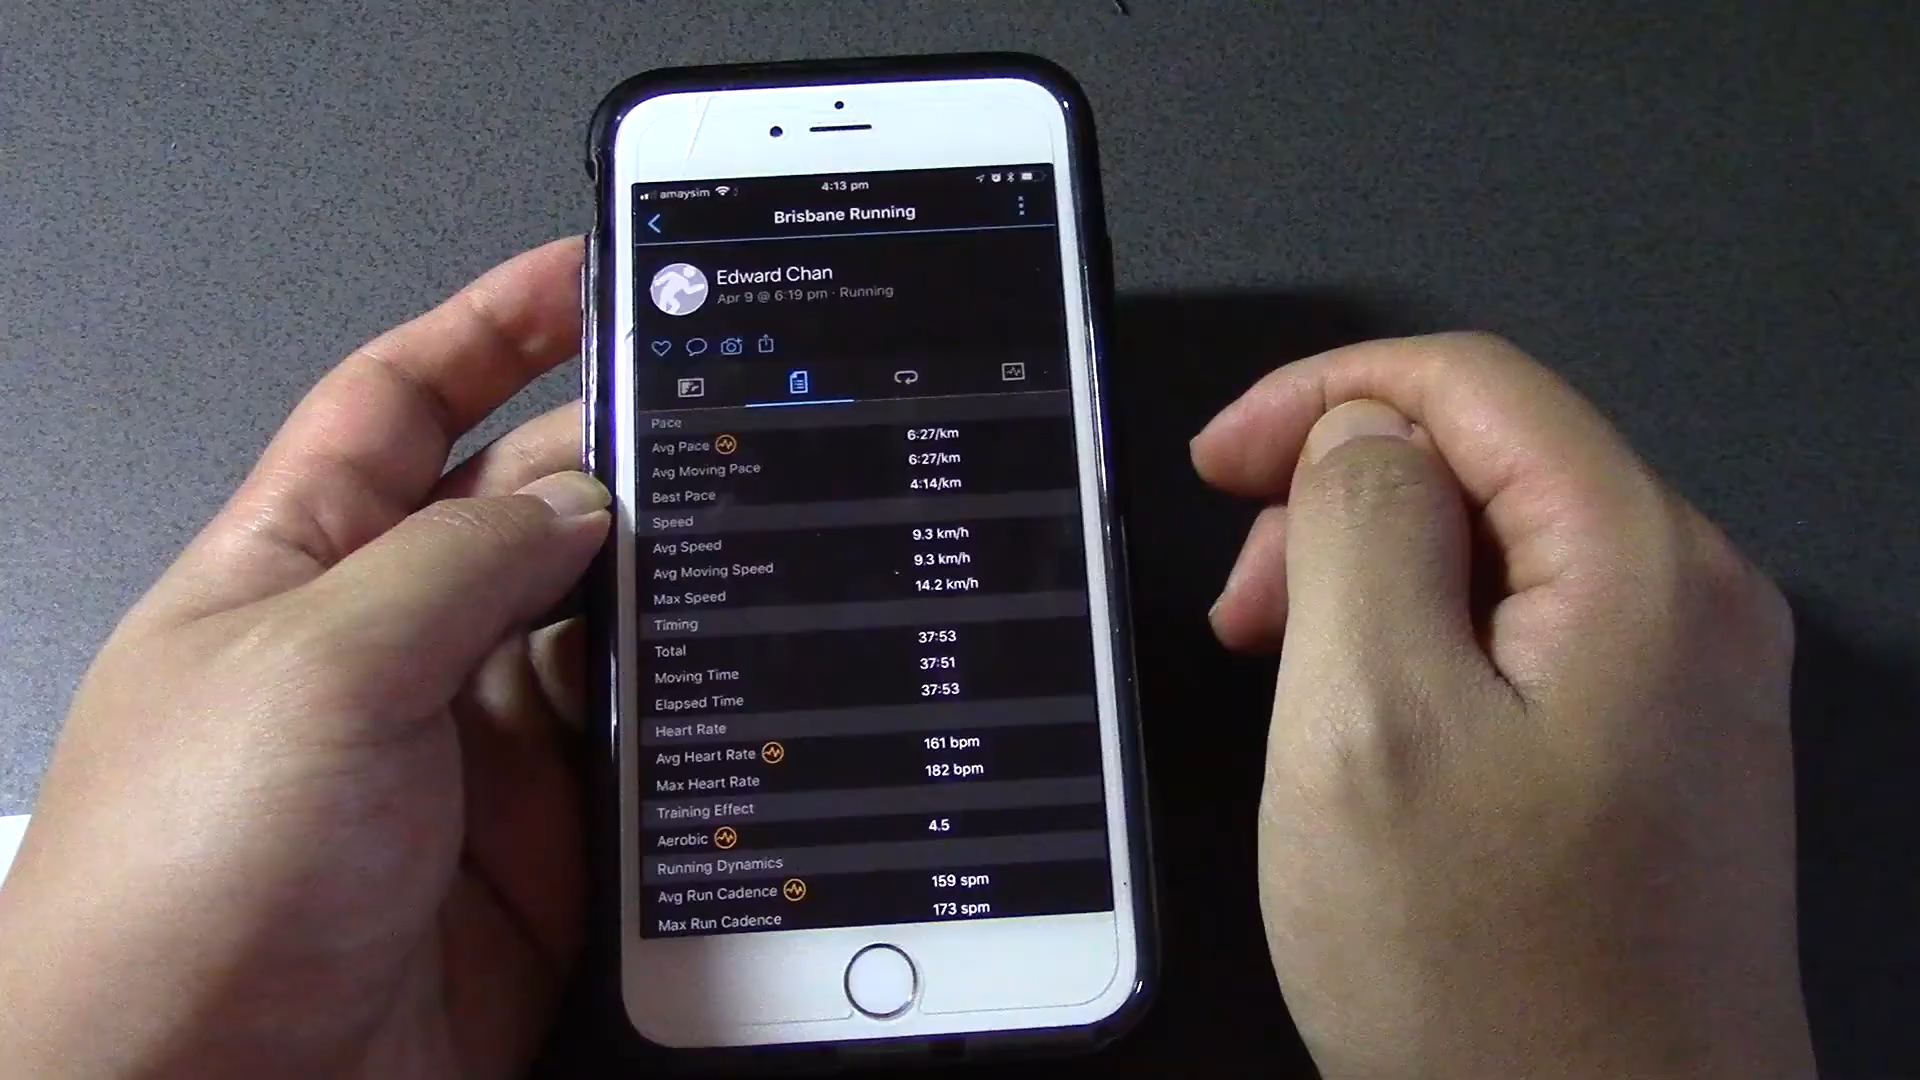 amaysim 4:13 pm
Brisbane Running
Edward Chan
Apr 9 @ 6:19 pm · Running
Pace
Avg Pace 6:27/km
Avg Moving Pace 6:27/km
Best Pace 4:14/km
Speed
Avg Speed 9.3 km/h
Avg Moving Speed 9.3 km/h
Max Speed 14.2 km/h
Timing
Total 37:53
Moving Time 37:51
Elapsed Time 37:53
Heart Rate
Avg Heart Rate 161 bpm
Max Heart Rate 182 bpm
Training Effect
Aerobic 4.5
Running Dynamics
Avg Run Cadence 159 spm
Max Run Cadence 173 spm